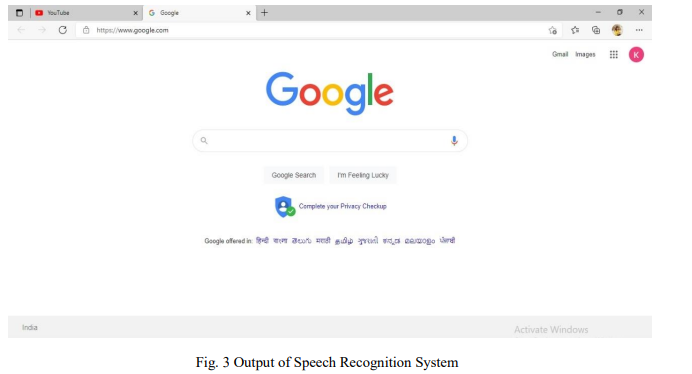 YouTube
Google
https://www.google.com
Gmail Images
K
Google
Google Search I'm Feeling Lucky
Complete your Privacy Checkup
Google offered in: हिन्दी বাংলা తెలుగు मराठी தமிழ் ગુજરાતી ಕನ್ನಡ മലയാളം ਪੰਜਾਬੀ
India
Activate Windows
Fig. 3 Output of Speech Recognition System